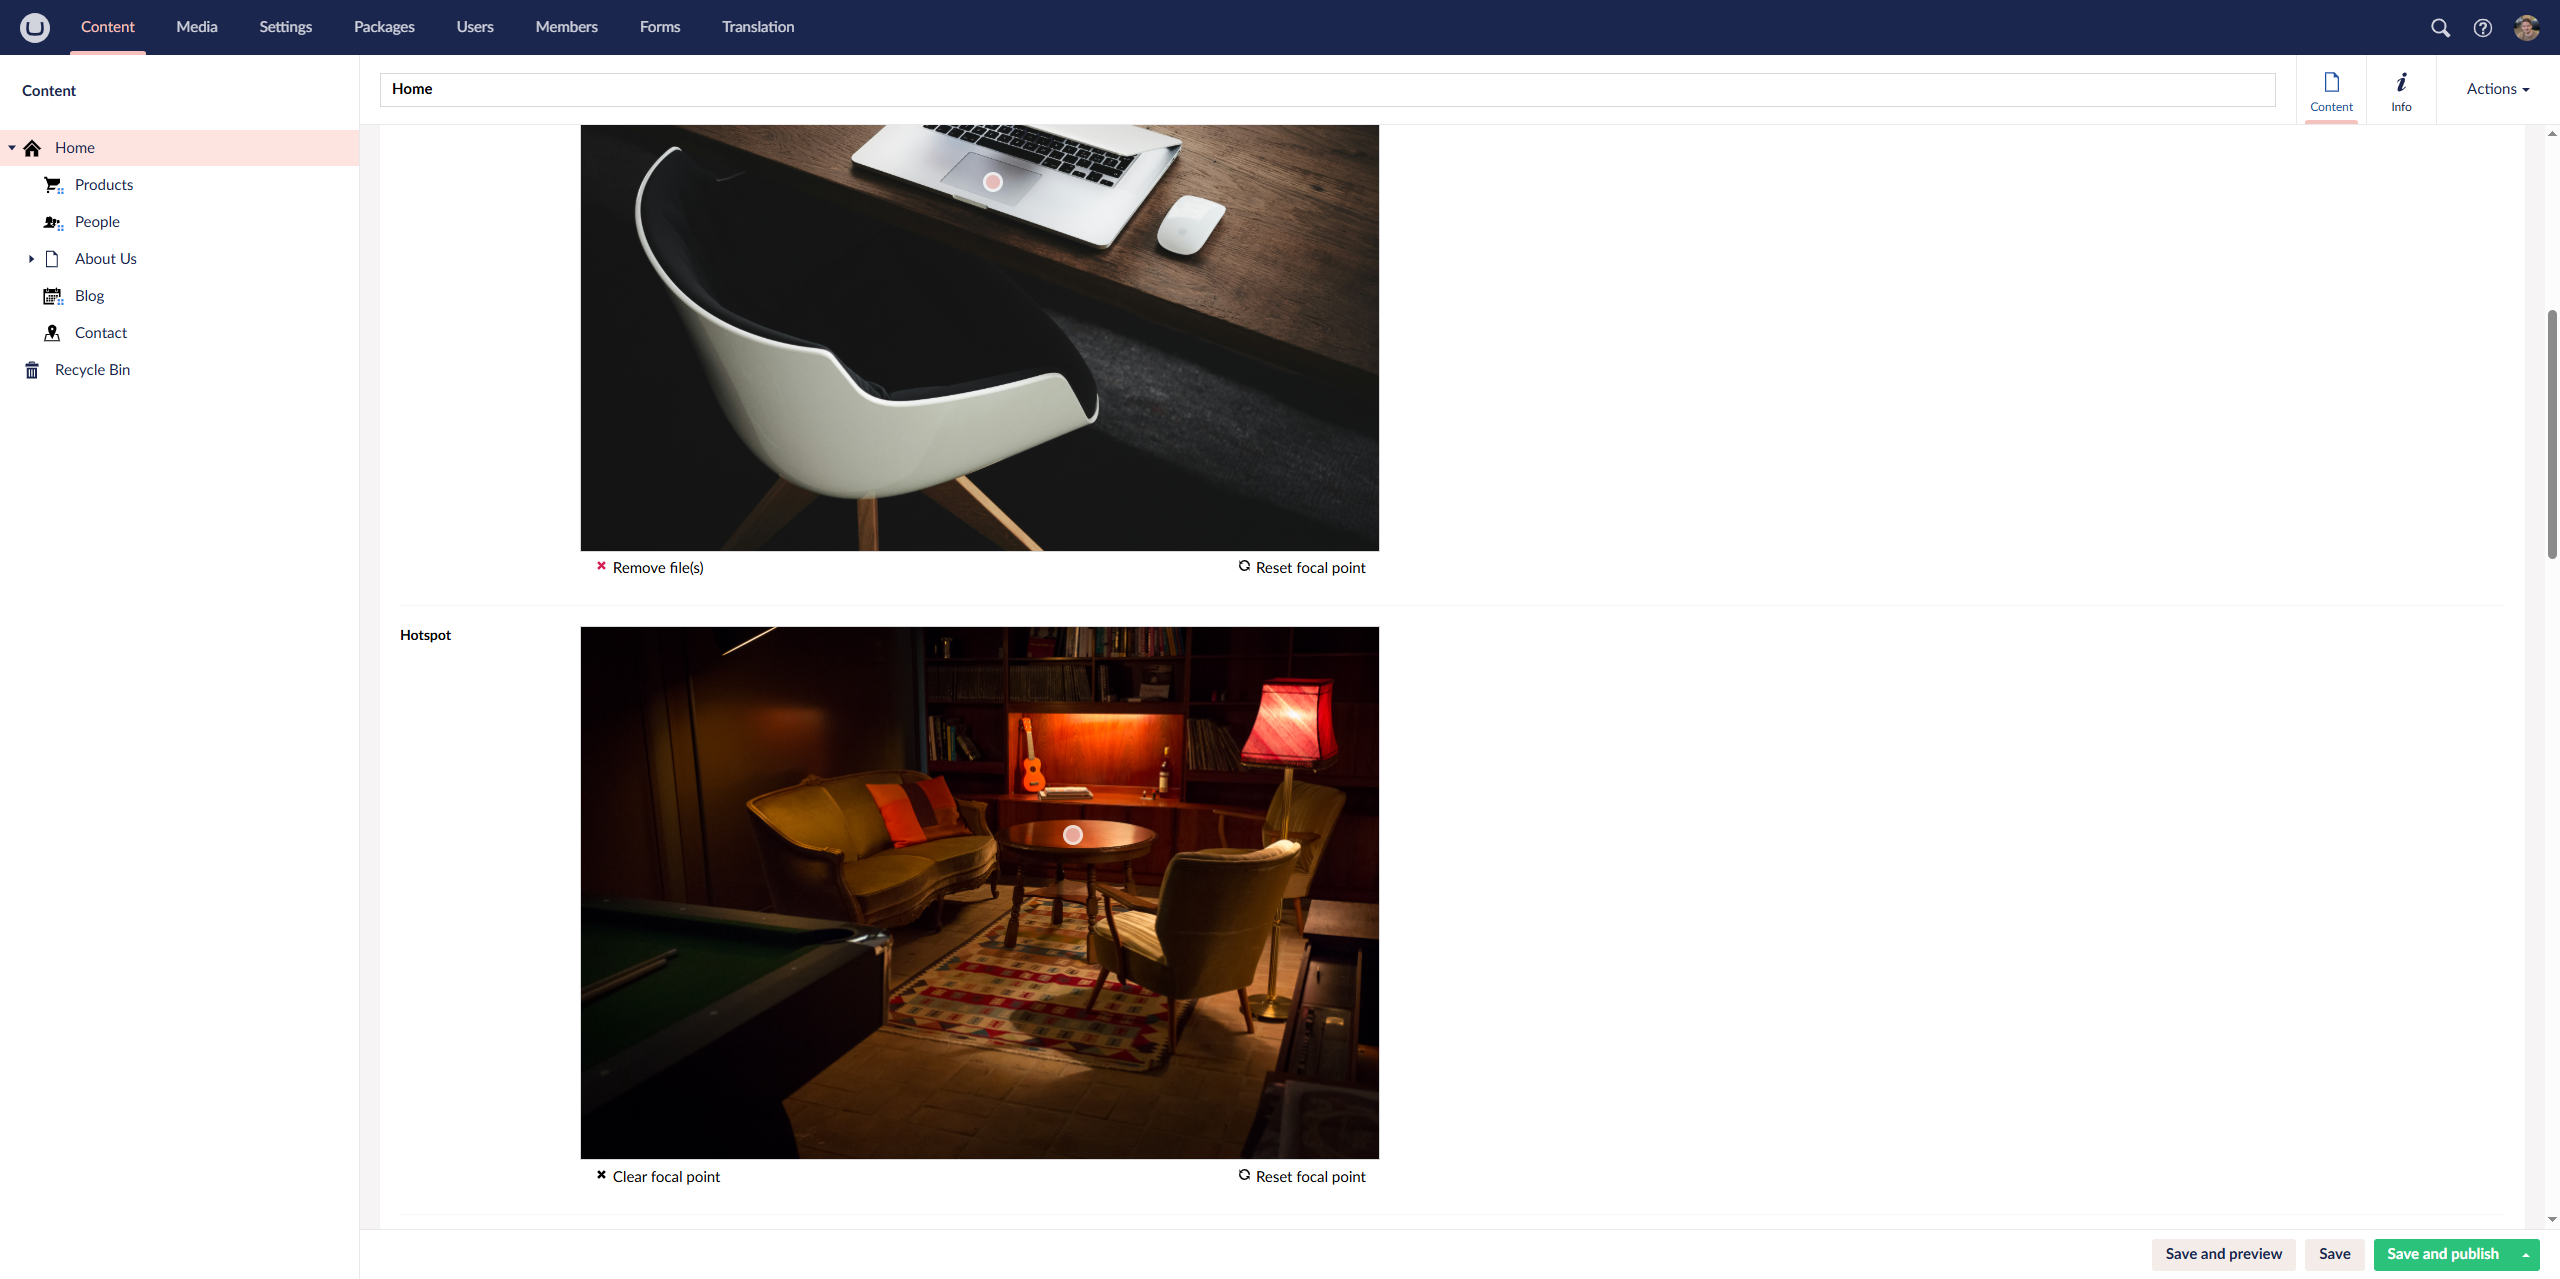 Content Media Settings Packages Users Members Forms Translation
Content
Home
Content
Info
Actions
Home
Products
People
About Us
Blog
Contact
Recycle Bin
Remove file(s)
Reset focal point
Hotspot
Clear focal point
Reset focal point
Save and preview
Save
Save and publish